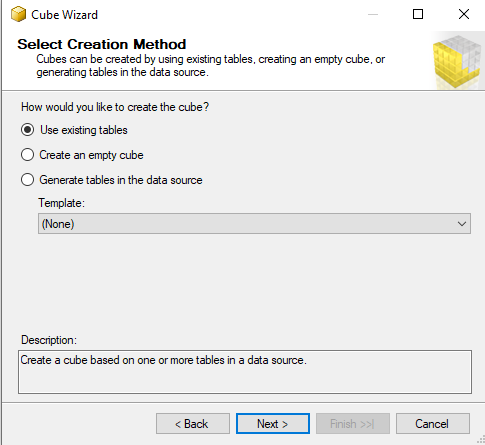 Cube Wizard
Select Creation Method
Cubes can be created by using existing tables, creating an empty cube, or
generating tables in the data source.
How would you like to create the cube?
Use existing tables
Create an empty cube
Generate tables in the data source
Template:
(None)
Description:
Create a cube based on one or more tables in a data source.
< Back Next > Finish >>| Cancel